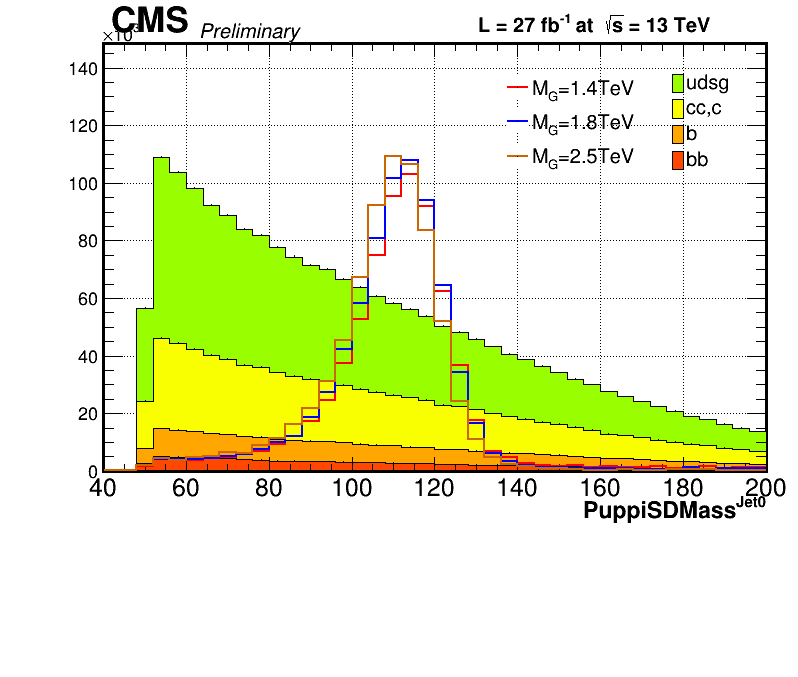 CMS Preliminary L = 27 fb⁻¹ at √s = 13 TeV
×10³
140
120
100
80
60
40
20
0
M_G=1.4TeV
M_G=1.8TeV
M_G=2.5TeV
udsg
cc,c
b
bb
40 60 80 100 120 140 160 180 200
PuppiSDMass^Jet0